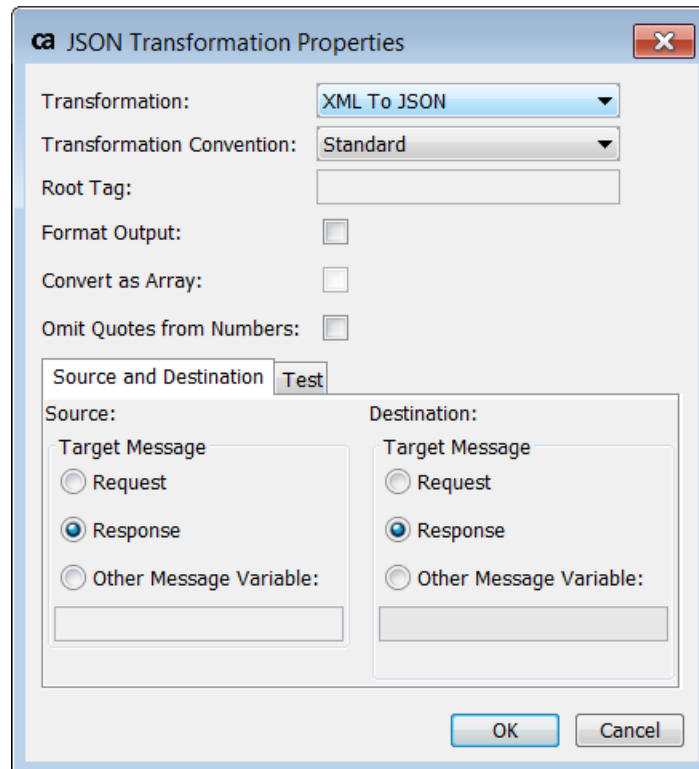 ca JSON Transformation Properties
Transformation: XML To JSON
Transformation Convention: Standard
Root Tag:
Format Output:
Convert as Array:
Omit Quotes from Numbers:
Source and Destination Test
Source: Destination:
Target Message Target Message
Request Request
Response Response
Other Message Variable: Other Message Variable:
OK Cancel